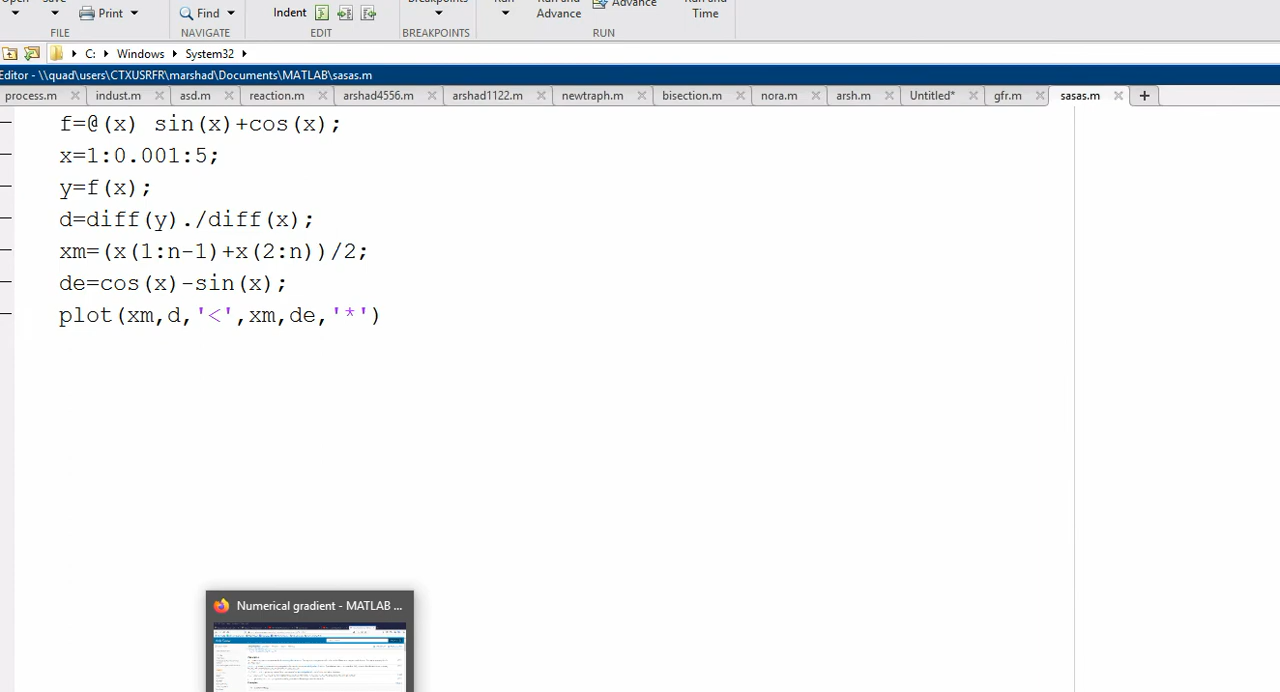 Print
Find
Indent
Breakpoints
Run
Run and
Advance
Advance
Run and
Time
FILE
NAVIGATE
EDIT
BREAKPOINTS
RUN
C: Windows System32
Editor - \\quad\users\CTXUSRFR\marshad\Documents\MATLAB\sasas.m
process.m indust.m asd.m reaction.m arshad4556.m arshad1122.m newtraph.m bisection.m nora.m arsh.m Untitled* gfr.m sasas.m
f=@(x) sin(x)+cos(x);
x=1:0.001:5;
y=f(x);
d=diff(y)./diff(x);
xm=(x(1:n-1)+x(2:n))/2;
de=cos(x)-sin(x);
plot(xm,d,'<',xm,de,'*')
Numerical gradient - MATLAB ...